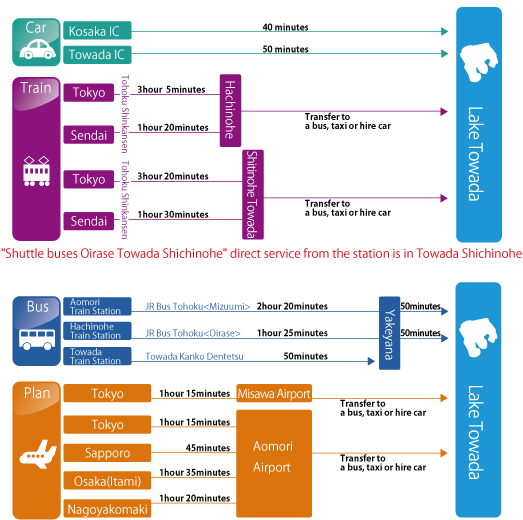 Car
Kosaka IC
40 minutes
Towada IC
50 minutes
Train
Tokyo
Tohoku Shinkansen
3hour 5minutes
Hachinohe
Sendai
1hour 20minutes
Transfer to
a bus, taxi or hire car
Tokyo
Tohoku Shinkansen
3hour 20minutes
Shitinohe Towada
Sendai
1hour 30minutes
Transfer to
a bus, taxi or hire car
Lake Towada
"Shuttle buses Oirase Towada Shichinohe" direct service from the station is in Towada Shichinohe
Bus
Aomori
Train Station
JR Bus Tohoku<Mizuumi>
2hour 20minutes
50minutes
Hachinohe
Train Station
JR Bus Tohoku<Oirase>
1hour 25minutes
50minutes
Towada
Train Station
Towada Kanko Dentetsu
50minutes
Yakeyana
Plan
Tokyo
1hour 15minutes
Misawa Airport
Transfer to
a bus, taxi or hire car
Tokyo
1hour 15minutes
Sapporo
45minutes
Osaka(Itami)
1hour 35minutes
Nagoyakomaki
1hour 20minutes
Aomori
Airport
Transfer to
a bus, taxi or hire car
Lake Towada